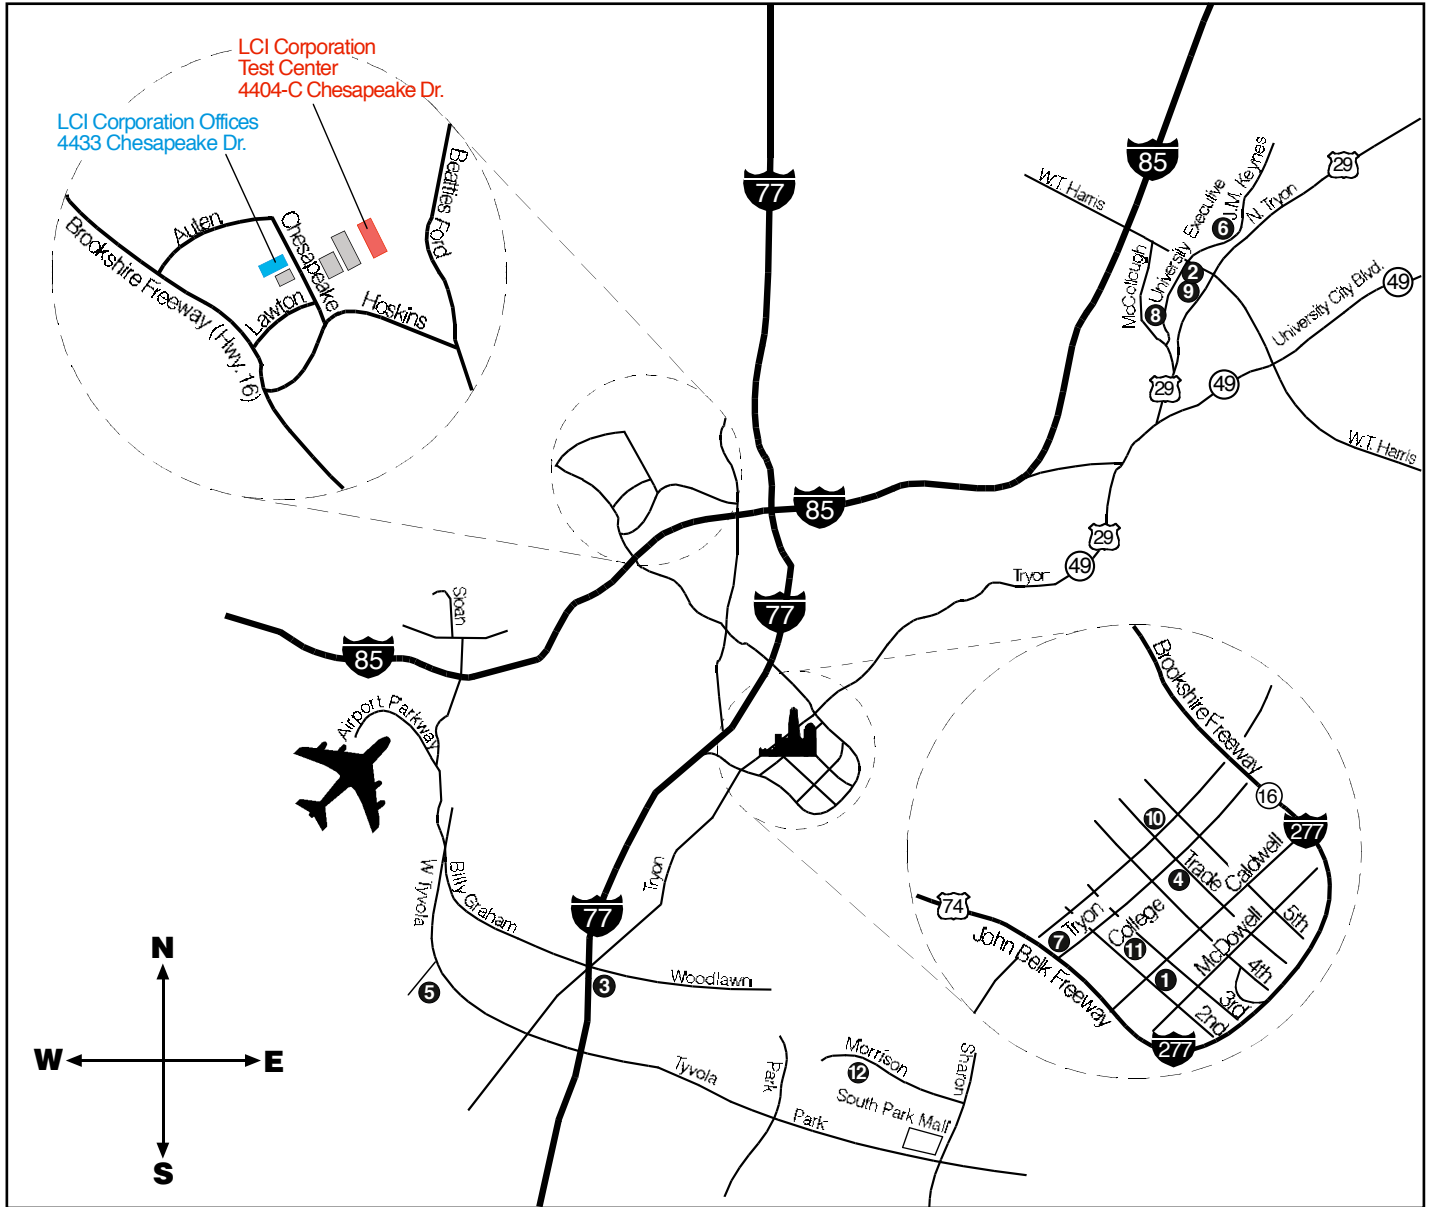 LCI Corporation
Test Center
4404-C Chesapeake Dr.
LCI Corporation Offices
4433 Chesapeake Dr.
Beatties Ford
Auten
Chesapeake
Brookshire Freeway (Hwy. 16)
Lawton
Hoskins
77
85
W.T. Harris
29
J.M. Keynes
N. Tryon
Executive
6
University
McCollough
2
9
8
University City Blvd.
49
29
49
W.T. Harris
85
29
49
Tryon
77
Sloan
85
Airport Parkway
Brookshire Freeway
16
277
10
Trade
Caldwell
4
74
Tryon
College
7
11
McDowell
5th
4th
John Belk Freeway
1
3rd
2nd
277
Tryon
W Tyvola
Billy Graham
77
Woodlawn
3
5
N
W
E
S
Tyvola
Park
Park
Morrison
12
Sharon
South Park Mall